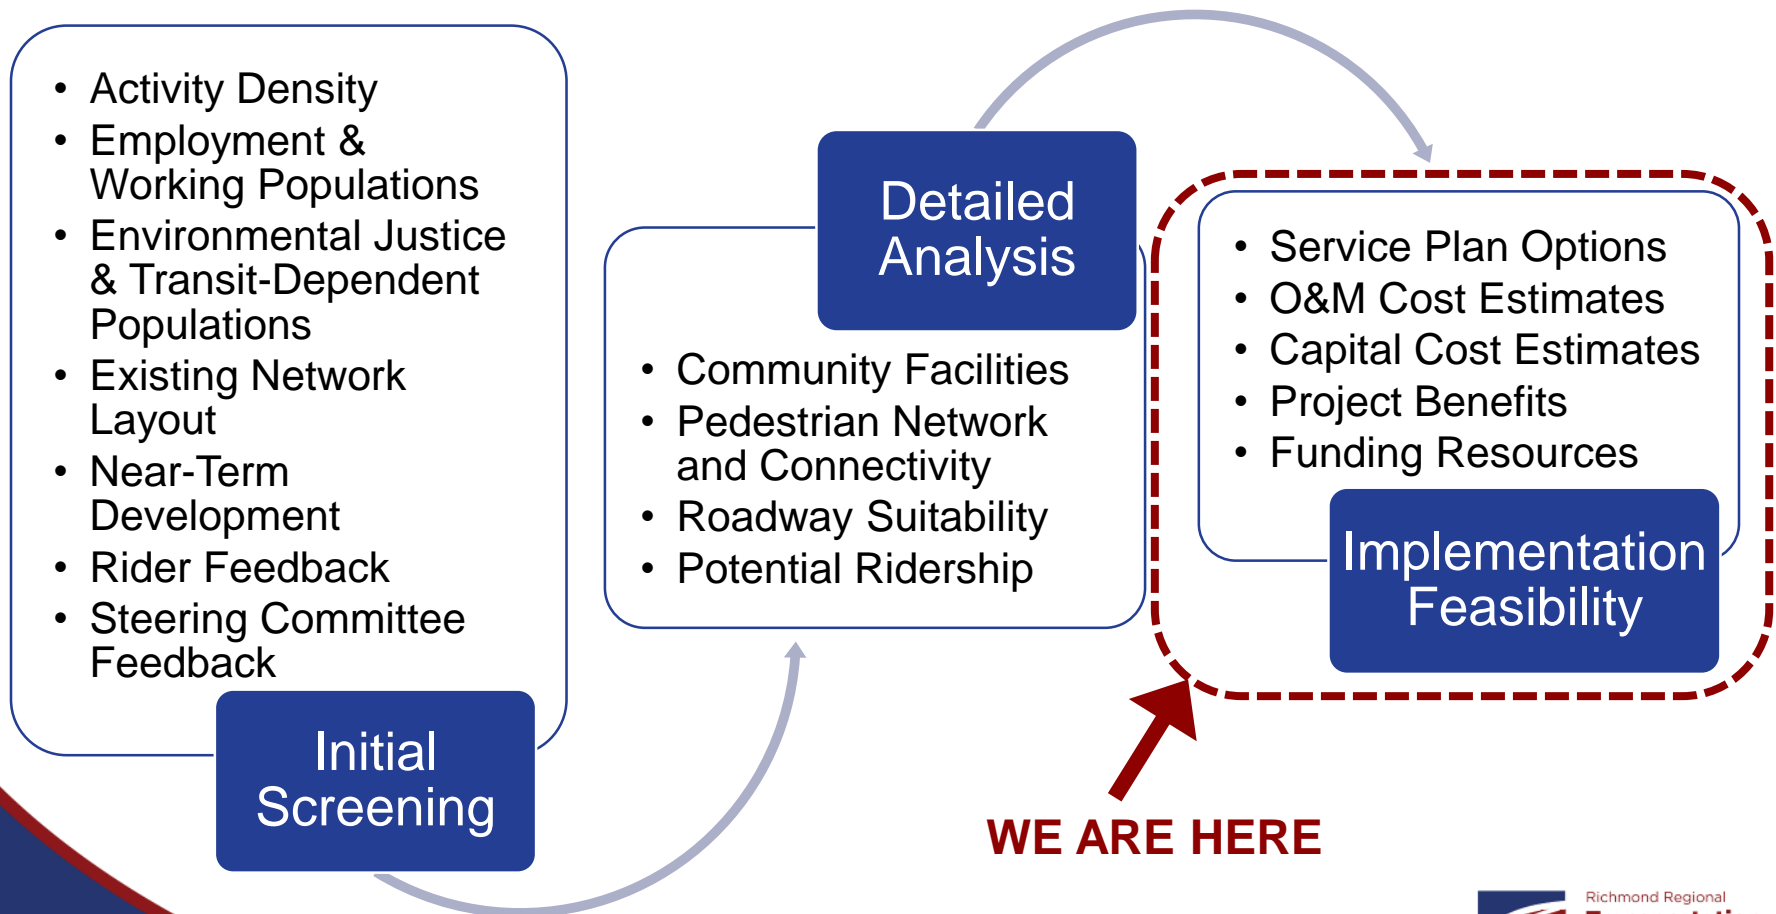 • Activity Density
• Employment &
Working Populations
• Environmental Justice
& Transit-Dependent
Populations
• Existing Network
Layout
• Near-Term
Development
• Rider Feedback
• Steering Committee
Feedback
Initial
Screening
Detailed
Analysis
• Community Facilities
• Pedestrian Network
and Connectivity
• Roadway Suitability
• Potential Ridership
• Service Plan Options
• O&M Cost Estimates
• Capital Cost Estimates
• Project Benefits
• Funding Resources
Implementation
Feasibility
WE ARE HERE
Richmond Regional